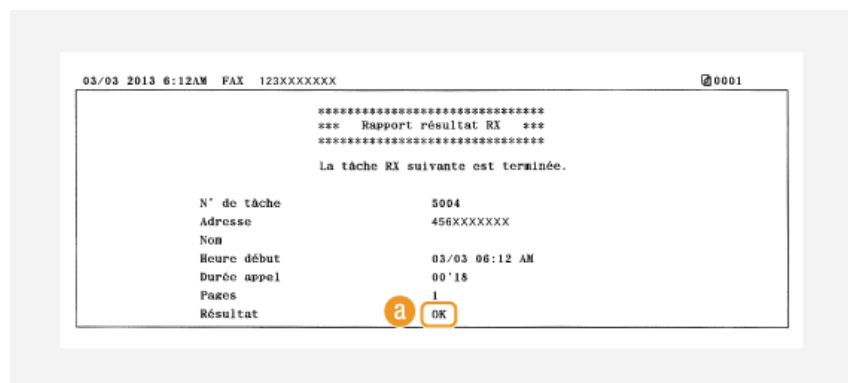 03/03 2013 6:12AM FAX 123XXXXXXX 0001
*******************************
*** Rapport résultat RX ***
*******************************
La tâche RX suivante est terminée.
N° de tâche 5004
Adresse 456XXXXXXX
Nom
Heure début 03/03 06:12 AM
Durée appel 00'18
Pages 1
Résultat a OK